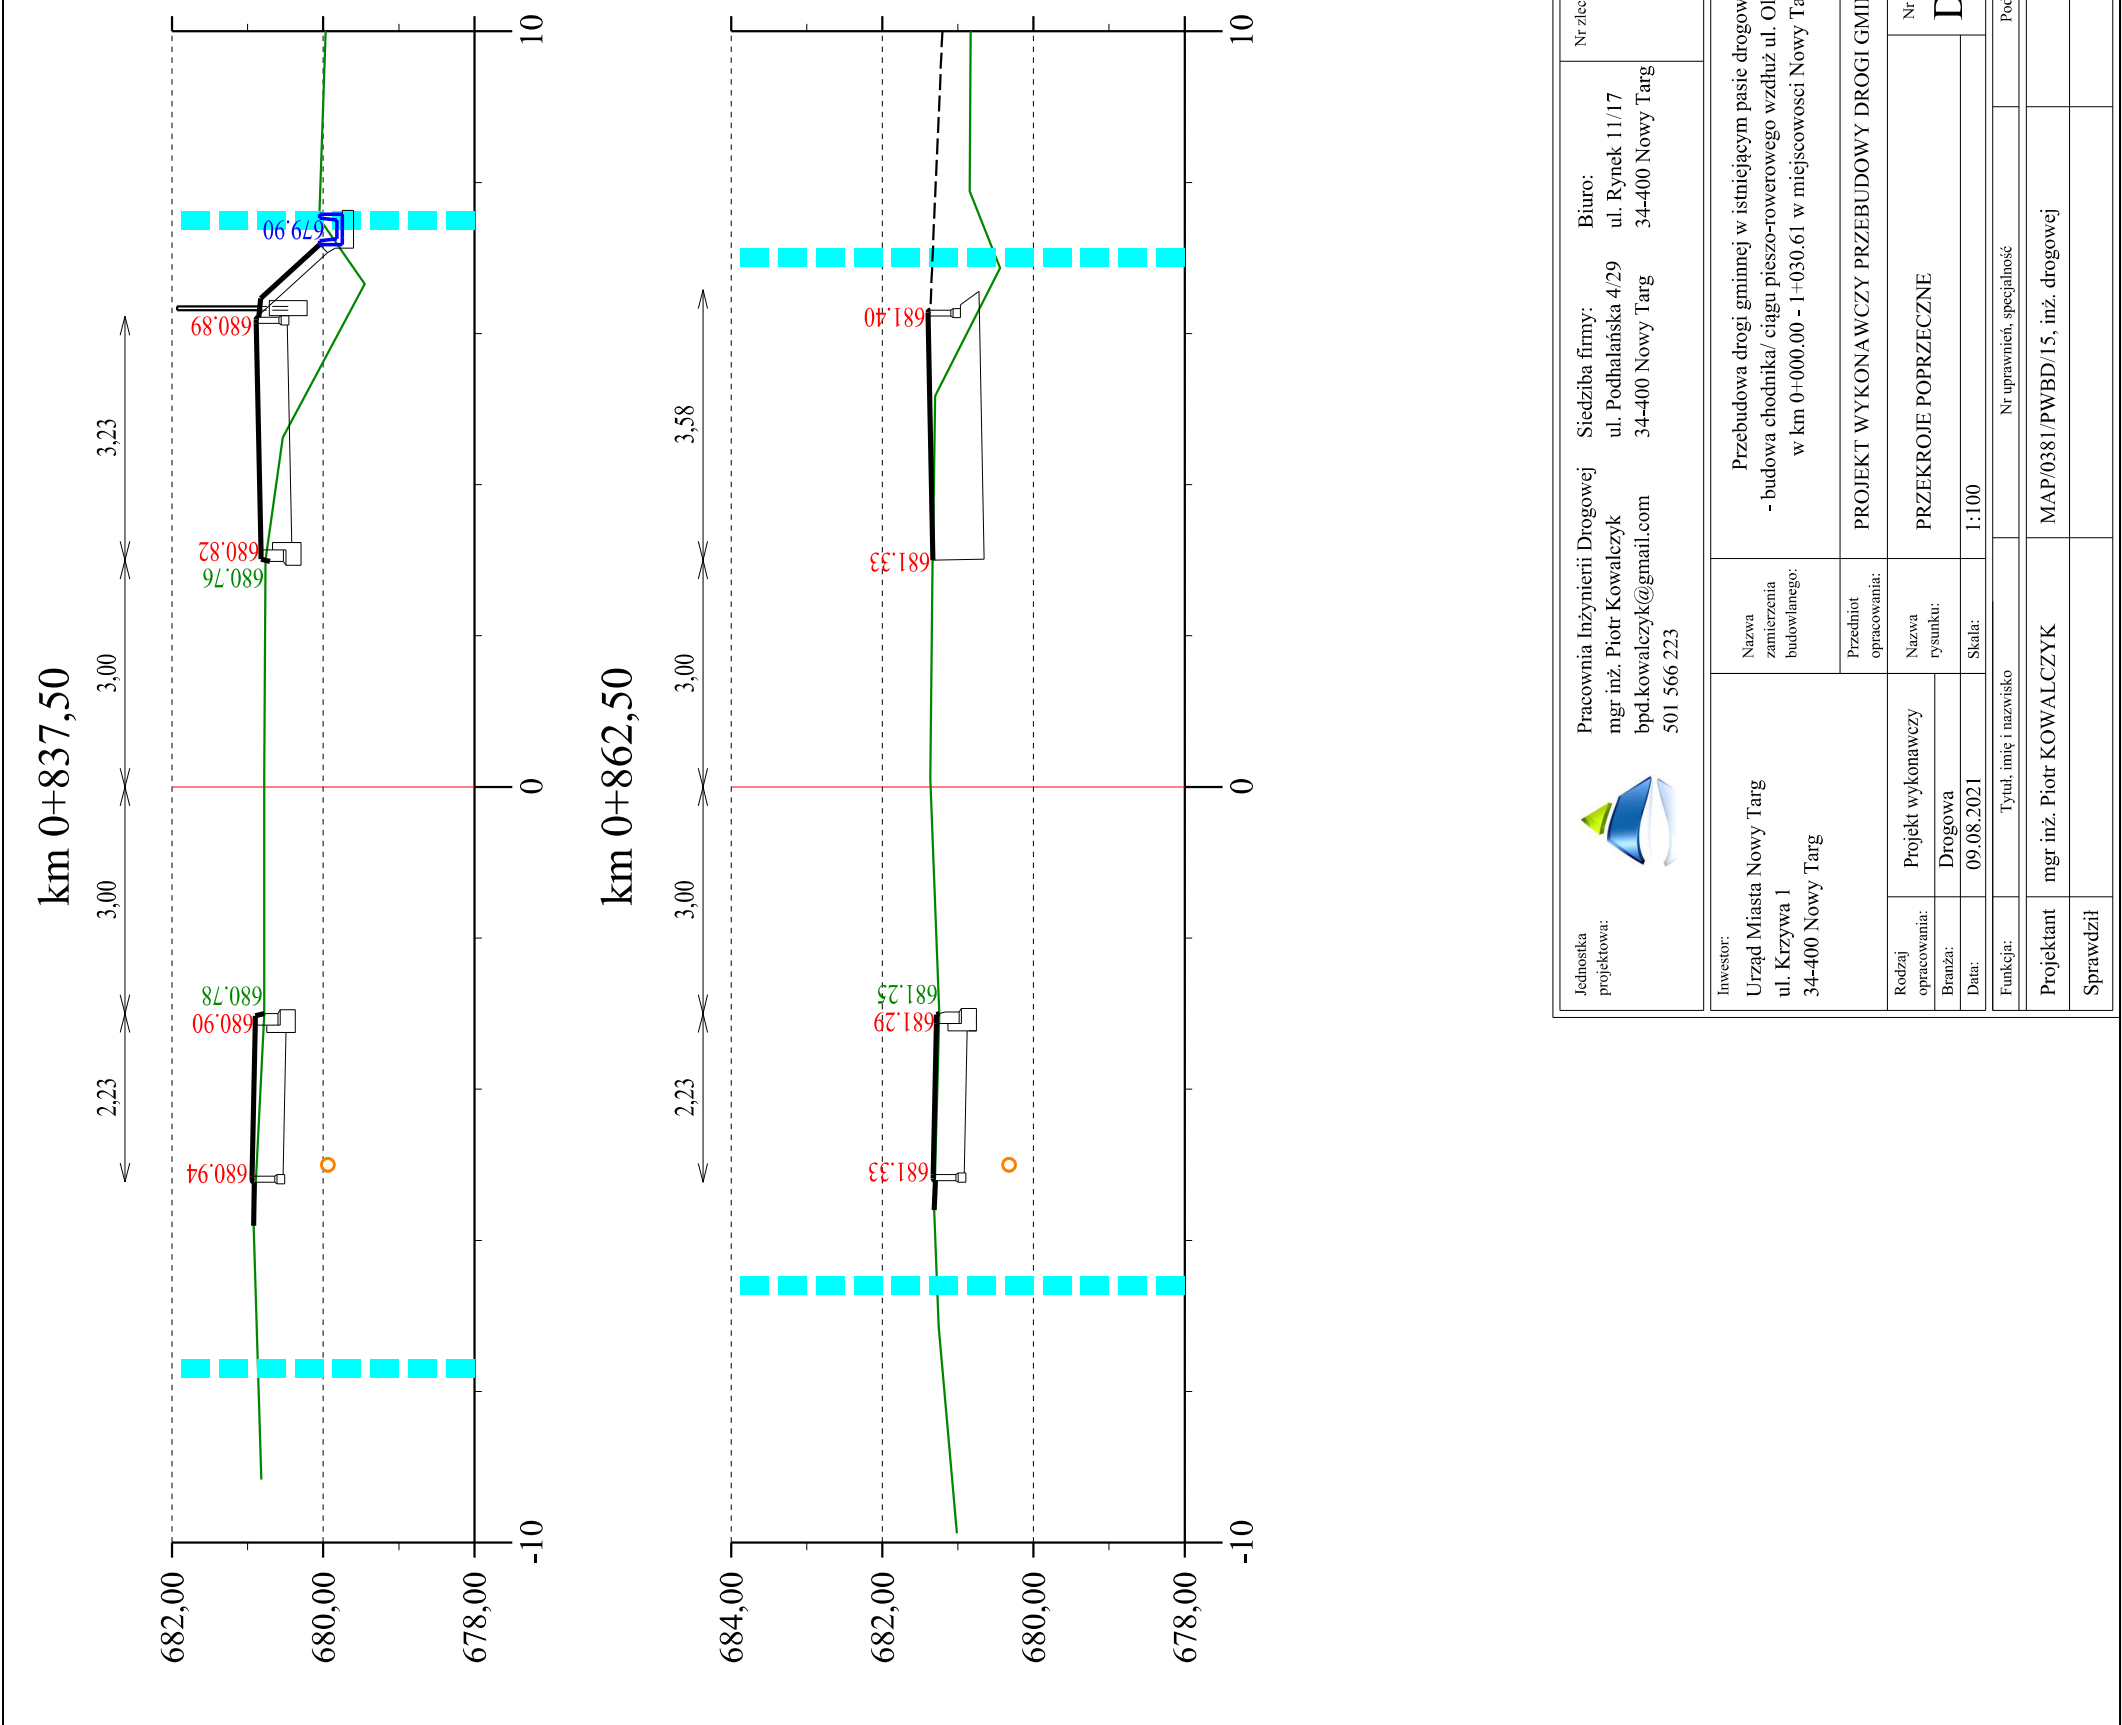 km 0+837,50
2,23
3,00
3,00
3,23
680.94
680.90
680.78
680.76
680.82
680.89
679.90
682,00
680,00
678,00
-10
0
10
km 0+862,50
2,23
3,00
3,00
3,58
681.33
681.29
681.25
681.33
681.40
684,00
682,00
680,00
678,00
-10
0
10
Jednostka
projektowa:
Pracownia Inżynierii Drogowej
mgr inż. Piotr Kowalczyk
bpd.kowalczyk@gmail.com
501 566 223
Siedziba firmy:
ul. Podhalańska 4/29
34-400 Nowy Targ
Biuro:
ul. Rynek 11/17
34-400 Nowy Targ
Nr zlec
Inwestor:
Urząd Miasta Nowy Targ
ul. Krzywa 1
34-400 Nowy Targ
Nazwa
zamierzenia
budowlanego:
Przebudowa drogi gminnej w istniejącym pasie drogow
- budowa chodnika/ ciągu pieszo-rowerowego wzdłuż ul. Ol
w km 0+000.00 - 1+030.61 w miejscowosci Nowy Ta
Przedniot
opracowania:
PROJEKT WYKONAWCZY PRZEBUDOWY DROGI GMI
Rodzaj
opracowania:
Projekt wykonawczy
Nazwa
rysunku:
PRZEKROJE POPRZECZNE
Nr
D
Branża:
Drogowa
Data:
09.08.2021
Skala:
1:100
Funkcja:
Tytuł, imię i nazwisko
Nr uprawnień, specjalność
Pod
Projektant
mgr inż. Piotr KOWALCZYK
MAP/0381/PWBD/15, inż. drogowej
Sprawdził